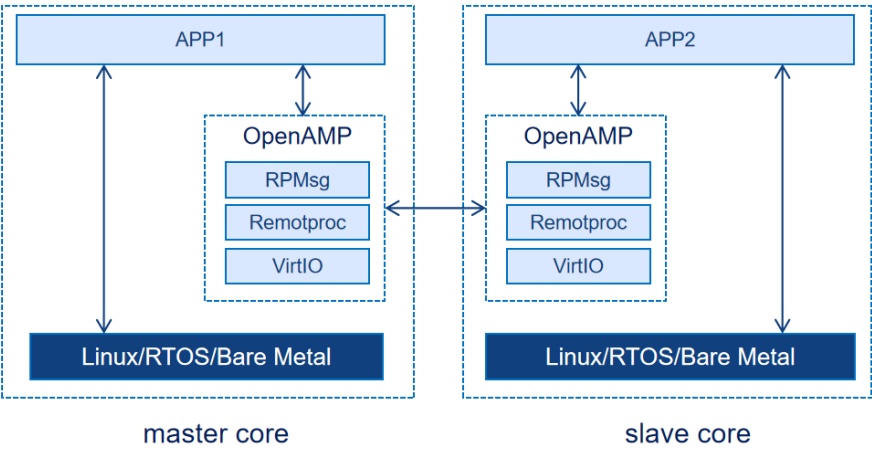 APP1
OpenAMP
RPMsg
Remotproc
VirtIO
Linux/RTOS/Bare Metal
master core
APP2
OpenAMP
RPMsg
Remotproc
VirtIO
Linux/RTOS/Bare Metal
slave core